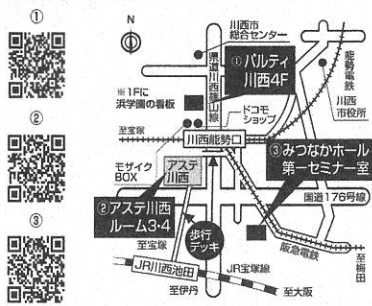 ①
②
③
N
川西市
総合センター
県道川西篠山線
①パルティ
川西4F
能勢電鉄
川西
市役所
※1Fに
浜学園の看板
ドコモ
ショップ
至宝塚
川西能勢口
モザイク
BOX
アステ
川西
③みつなかホール
第一セミナー室
国道176号線
②アステ川西
ルーム3・4
歩行
デッキ
至宝塚
阪急電鉄
至梅田
JR川西池田
JR宝塚線
至伊丹
至大阪